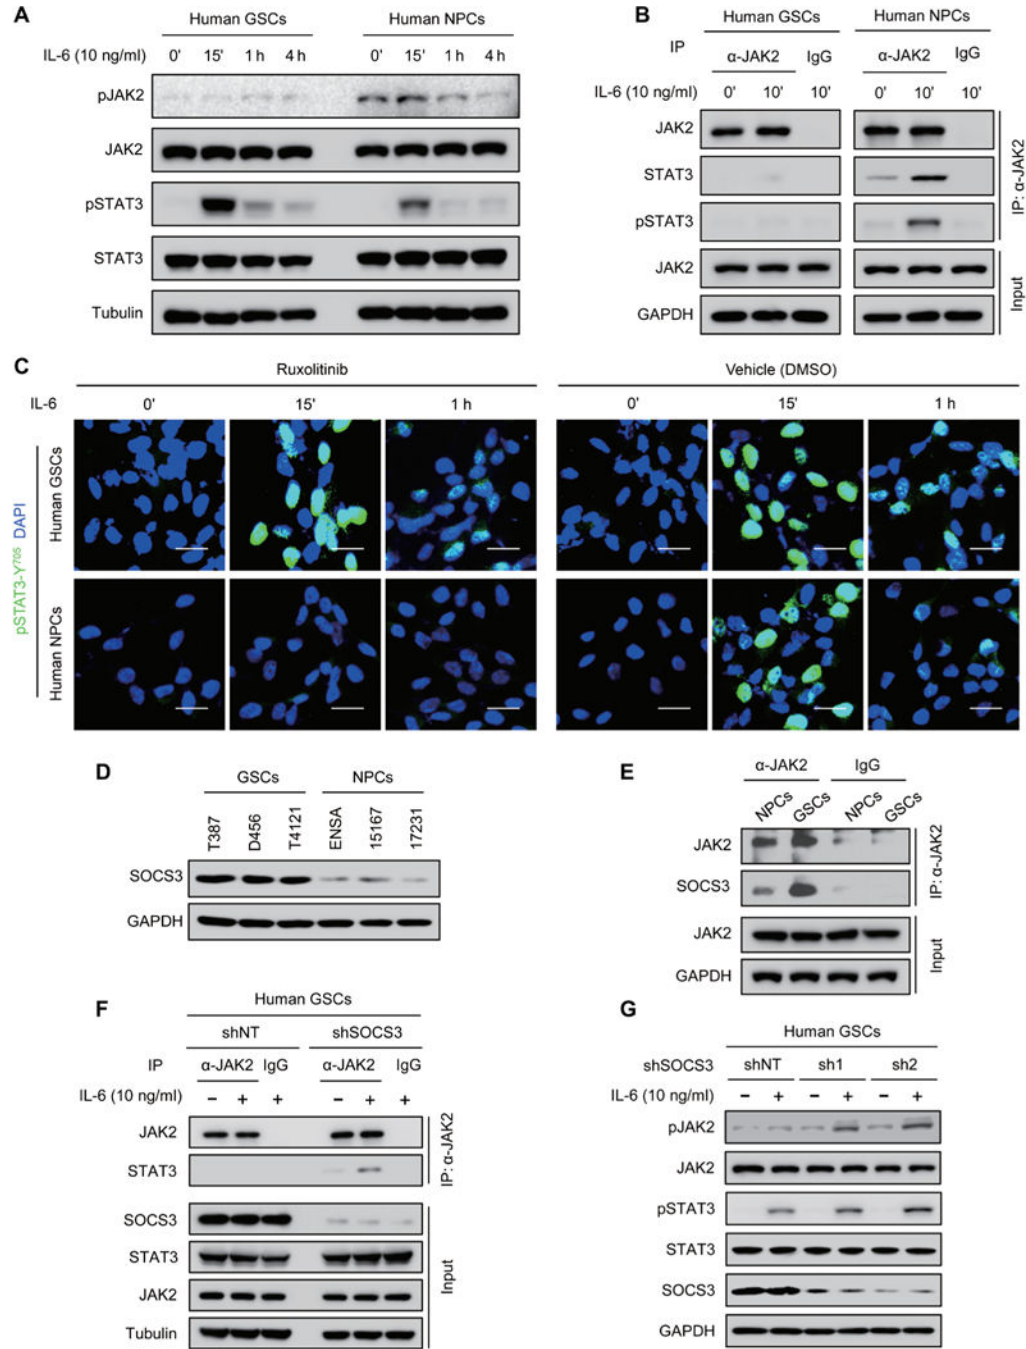 A
Human GSCs Human NPCs
IL-6 (10 ng/ml) 0' 15' 1 h 4 h 0' 15' 1 h 4 h
pJAK2
JAK2
pSTAT3
STAT3
Tubulin
B
Human GSCs Human NPCs
IP α-JAK2 IgG α-JAK2 IgG
IL-6 (10 ng/ml) 0' 10' 10' 0' 10' 10'
JAK2
STAT3
pSTAT3
JAK2
GAPDH
IP: α-JAK2
Input
C
Ruxolitinib Vehicle (DMSO)
IL-6 0' 15' 1 h 0' 15' 1 h
pSTAT3-Y705 DAPI
Human GSCs
Human NPCs
D
GSCs NPCs
T387 D456 T4121 ENSA 15167 17231
SOCS3
GAPDH
E
α-JAK2 IgG
NPCs GSCs NPCs GSCs
JAK2
SOCS3
JAK2
GAPDH
IP: α-JAK2
Input
F
Human GSCs
shNT shSOCS3
IP α-JAK2 IgG α-JAK2 IgG
IL-6 (10 ng/ml) − + + − + +
JAK2
STAT3
SOCS3
STAT3
JAK2
Tubulin
IP: α-JAK2
Input
G
Human GSCs
shSOCS3 shNT sh1 sh2
IL-6 (10 ng/ml) − + − + − +
pJAK2
JAK2
pSTAT3
STAT3
SOCS3
GAPDH